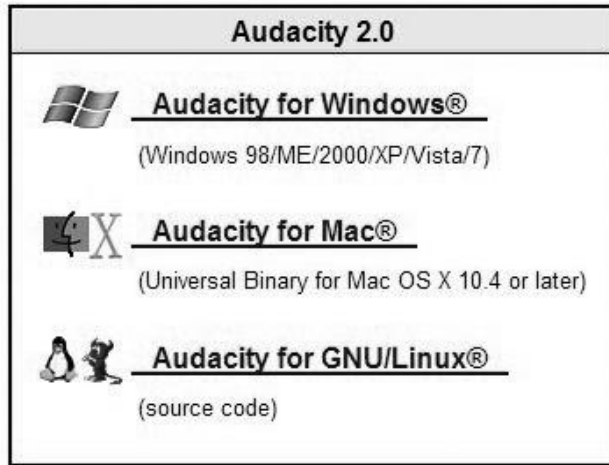 Audacity 2.0
Audacity for Windows®
(Windows 98/ME/2000/XP/Vista/7)
X Audacity for Mac®
(Universal Binary for Mac OS X 10.4 or later)
Audacity for GNU/Linux®
(source code)